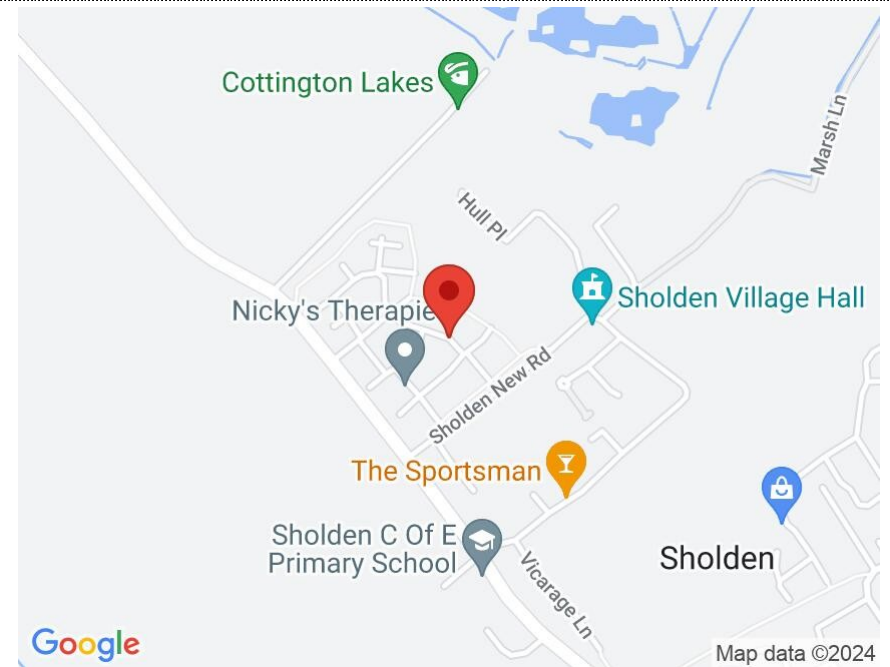 Cottington Lakes
Marsh Ln
Hull Pl
Sholden Village Hall
Nicky's Therapie
Sholden New Rd
The Sportsman
Sholden C Of E
Primary School
Sholden
Vicarage Ln
Google
Map data ©2024